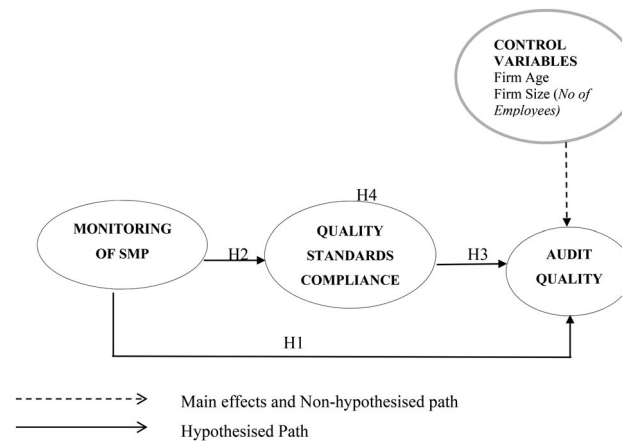 CONTROL
VARIABLES
Firm Age
Firm Size (No of
Employees)
H4
MONITORING
OF SMP
H2
QUALITY
STANDARDS
COMPLIANCE
H3
AUDIT
QUALITY
H1
Main effects and Non-hypothesised path
Hypothesised Path